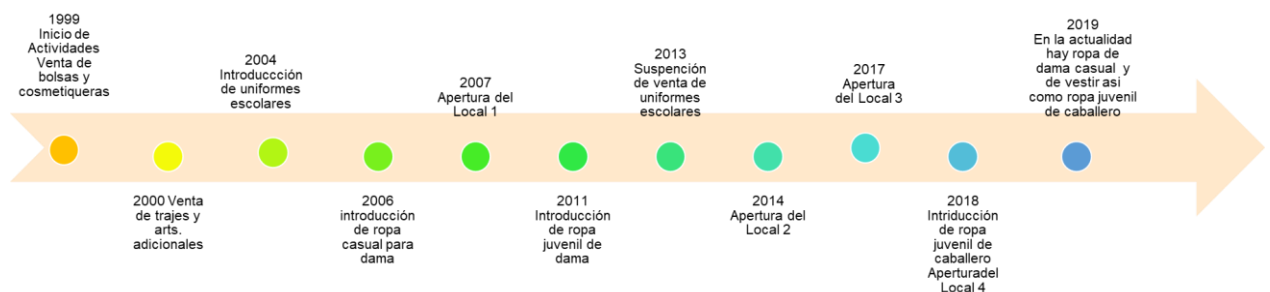 1999
Inicio de
Actividades
Venta de
bolsas y
cosmetiqueras
2000 Venta
de trajes y
arts.
adicionales
2004
Introduccción
de uniformes
escolares
2006
introducción
de ropa
casual para
dama
2007
Apertura del
Local 1
2011
Introducción
de ropa
juvenil de
dama
2013
Suspención
de venta de
uniformes
escolares
2014
Apertura del
Local 2
2017
Apertura
del Local 3
2018
Intriducción
de ropa
juvenil de
caballero
Aperturadel
Local 4
2019
En la actualidad
hay ropa de
dama casual y
de vestir asi
como ropa juvenil
de caballero